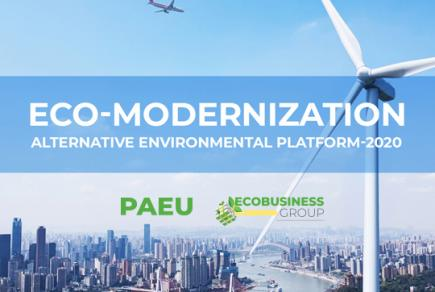 ECO-MODERNIZATION
ALTERNATIVE ENVIRONMENTAL PLATFORM-2020
PAEU
ECOBUSINESS
GROUP